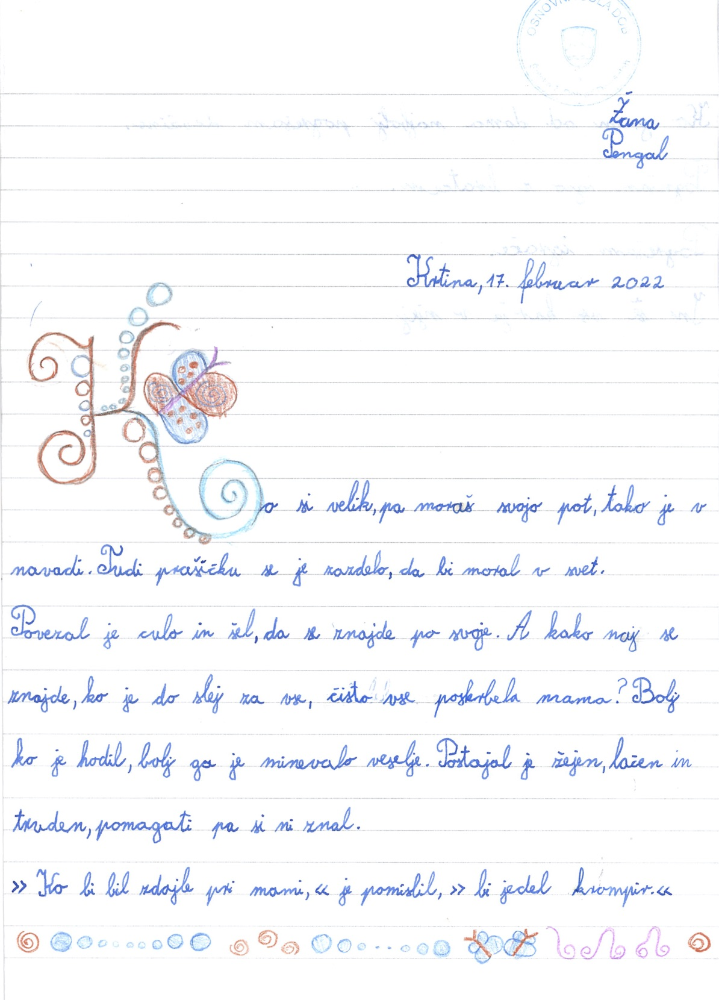 OSNOVNA ŠOLA DOB
Žana
Pengal
Krtina, 17. februar 2022
Ko si velik, pa moraš svojo pot, tako je v
navadi. Tudi prašičku se je zazdelo, da bi moral v svet.
Povezal je culo in šel, da se znajde po svoje. A kako naj se
znajde, ko je do slej za vse, čisto vse poskrbela mama? Bolj
ko je hodil, bolj ga je minevalo veselje. Postajal je žejen, lačen in
truden, pomagati pa si ni znal.
»Ko bi bil zdajle pri mami,« je pomislil, »bi jedel krompir.«